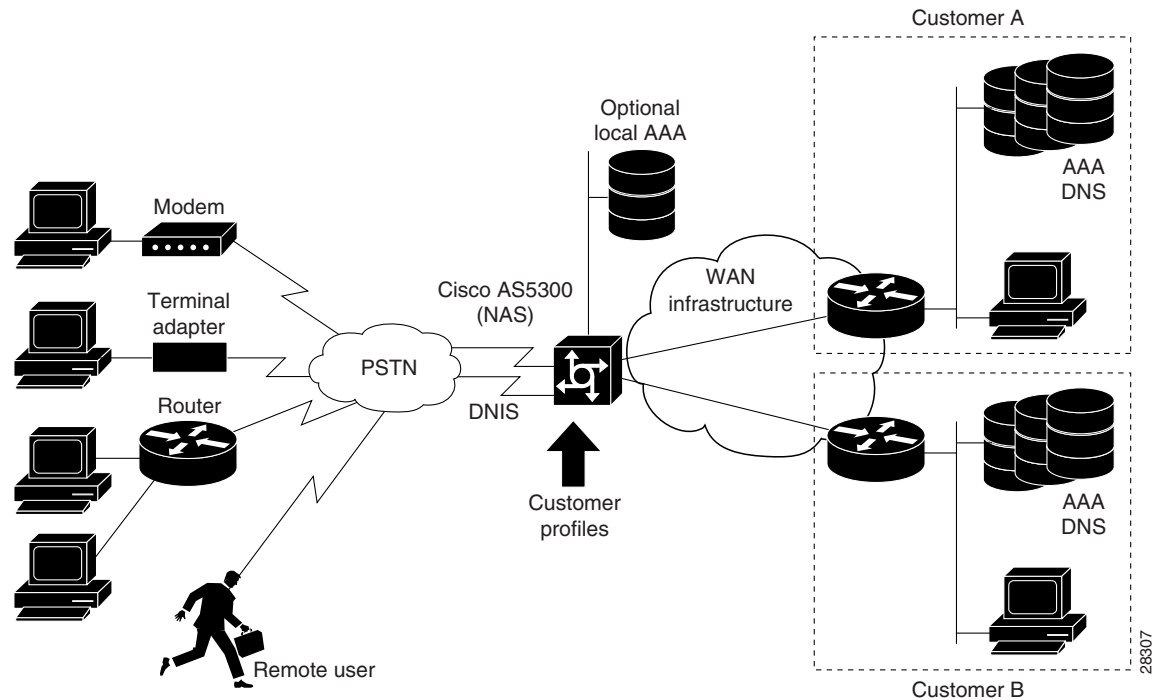 Customer A
Optional
local AAA
AAA
DNS
Modem
Cisco AS5300
(NAS)
WAN
infrastructure
Terminal
adapter
PSTN
DNIS
Router
Customer
profiles
AAA
DNS
Remote user
Customer B
28307